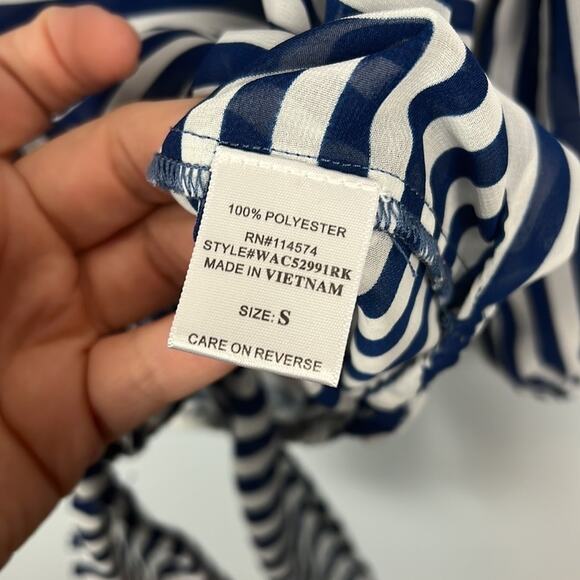 100% POLYESTER
RN#114574
STYLE#WAC52991RK
MADE IN VIETNAM
SIZE: S
CARE ON REVERSE